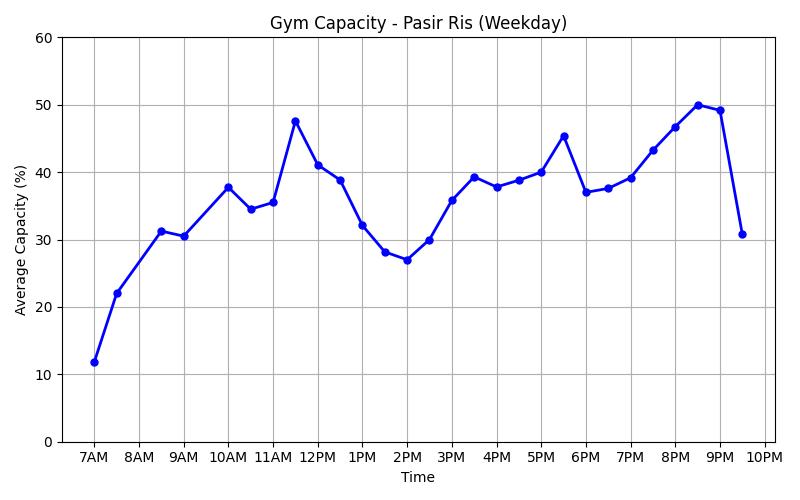 Gym Capacity - Pasir Ris (Weekday)
60
50
40
30
20
10
0
Average Capacity (%)
7AM 8AM 9AM 10AM 11AM 12PM 1PM 2PM 3PM 4PM 5PM 6PM 7PM 8PM 9PM 10PM
Time